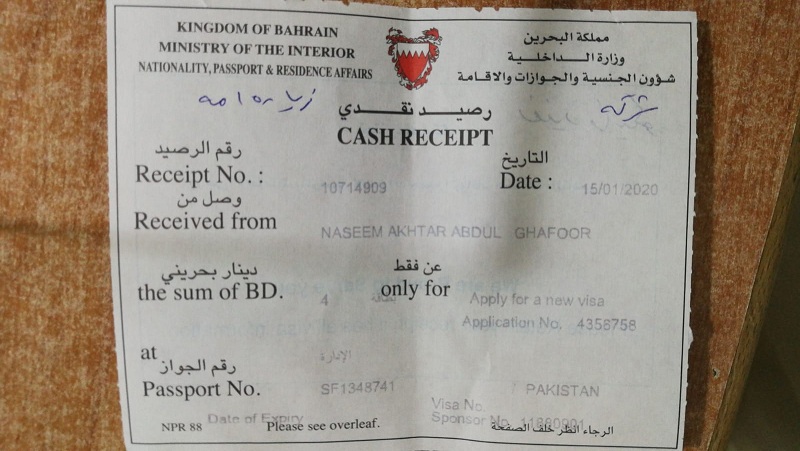 KINGDOM OF BAHRAIN
MINISTRY OF THE INTERIOR
NATIONALITY, PASSPORT & RESIDENCE AFFAIRS
مملكة البحرين
وزارة الداخلية
شؤون الجنسية والجوازات والاقامة
شركه
رصيد نقدي
CASH RECEIPT
رقم الرصيد
Receipt No. : 10714909
التاريخ
Date : 15/01/2020
وصل من
Received from NASEEM AKHTAR ABDUL GHAFOOR
دينار بحريني
عن فقط
the sum of BD. 4 only for Apply for a new visa
Application No. 4358758
at الإدارة
رقم الجواز
Passport No. SF1348741 PAKISTAN
Visa No.
Date of Expiry
Sponsor No.
NPR 88 Please see overleaf. الرجاء انظر خلف الصفحة